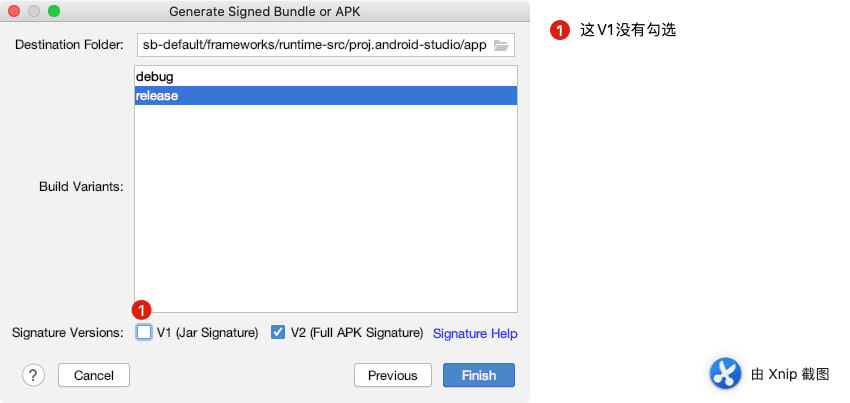 Generate Signed Bundle or APK
Destination Folder: sb-default/frameworks/runtime-src/proj.android-studio/app
debug
release
Build Variants:
1
Signature Versions: V1 (Jar Signature) V2 (Full APK Signature) Signature Help
? Cancel Previous Finish
1 这V1没有勾选
由 Xnip 截图